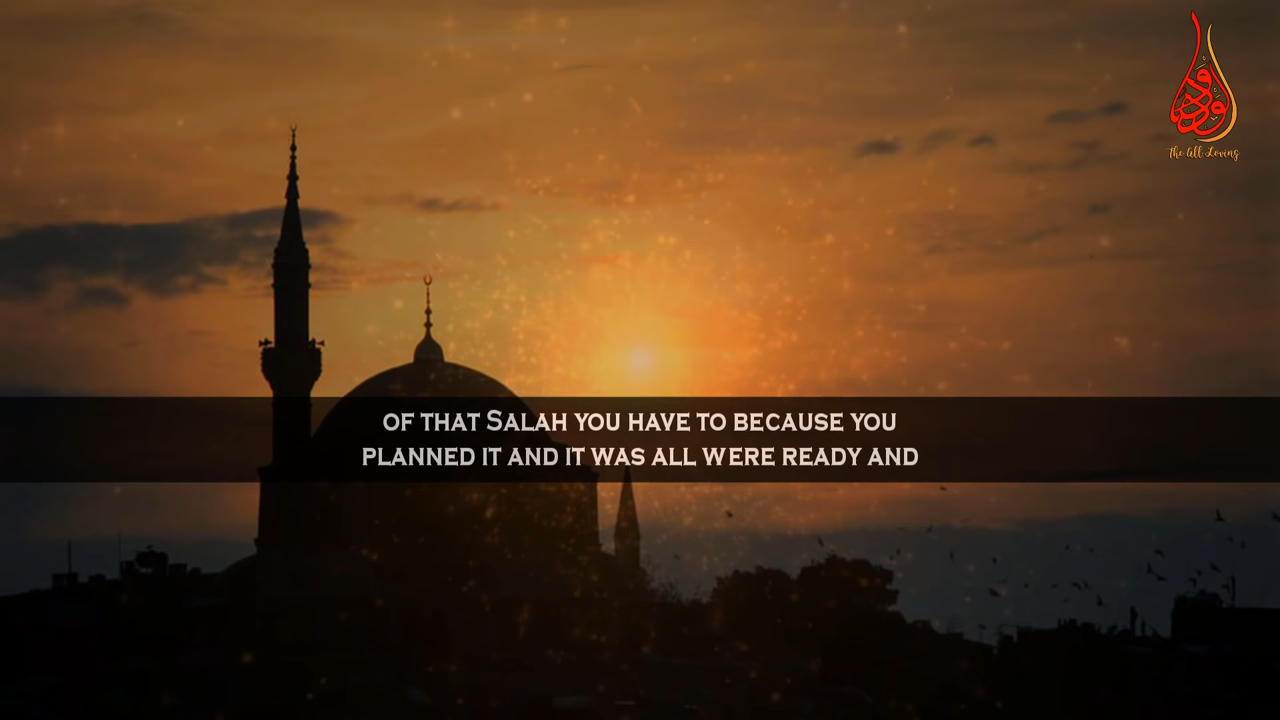 الودود
The All Loving
OF THAT SALAH YOU HAVE TO BECAUSE YOU
PLANNED IT AND IT WAS ALL WERE READY AND